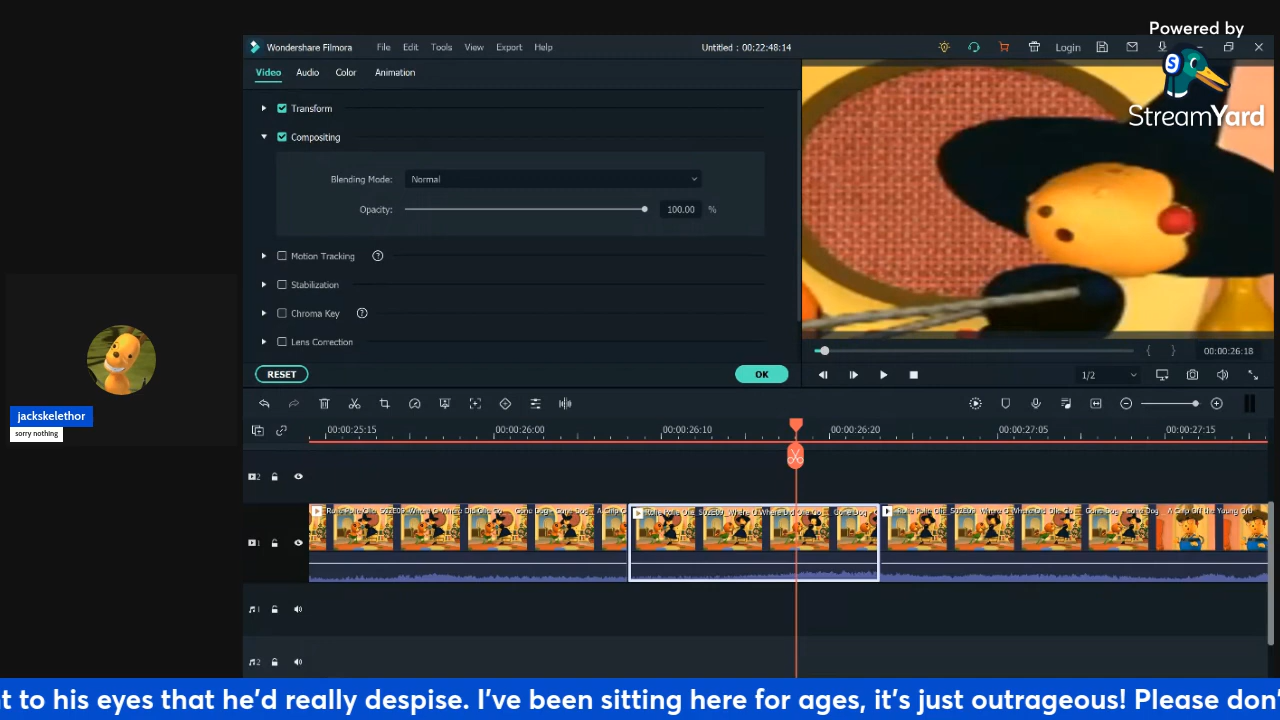 Powered by
StreamYard
Wondershare Filmora
File
Edit
Tools
View
Export
Help
Untitled : 00:22:48:14
Login
Video
Audio
Color
Animation
Transform
Compositing
Blending Mode:
Normal
Opacity:
100.00
%
Motion Tracking
Stabilization
Chroma Key
Lens Correction
RESET
OK
{ }
00:00:26:18
1/2
jackskelethor
sorry nothing
00:00:25:15
00:00:26:00
00:00:26:10
00:00:26:20
00:00:27:05
00:00:27:15
2
1
1
2
t to his eyes that he’d really despise. I’ve been sitting here for ages, it’s just outrageous! Please don’